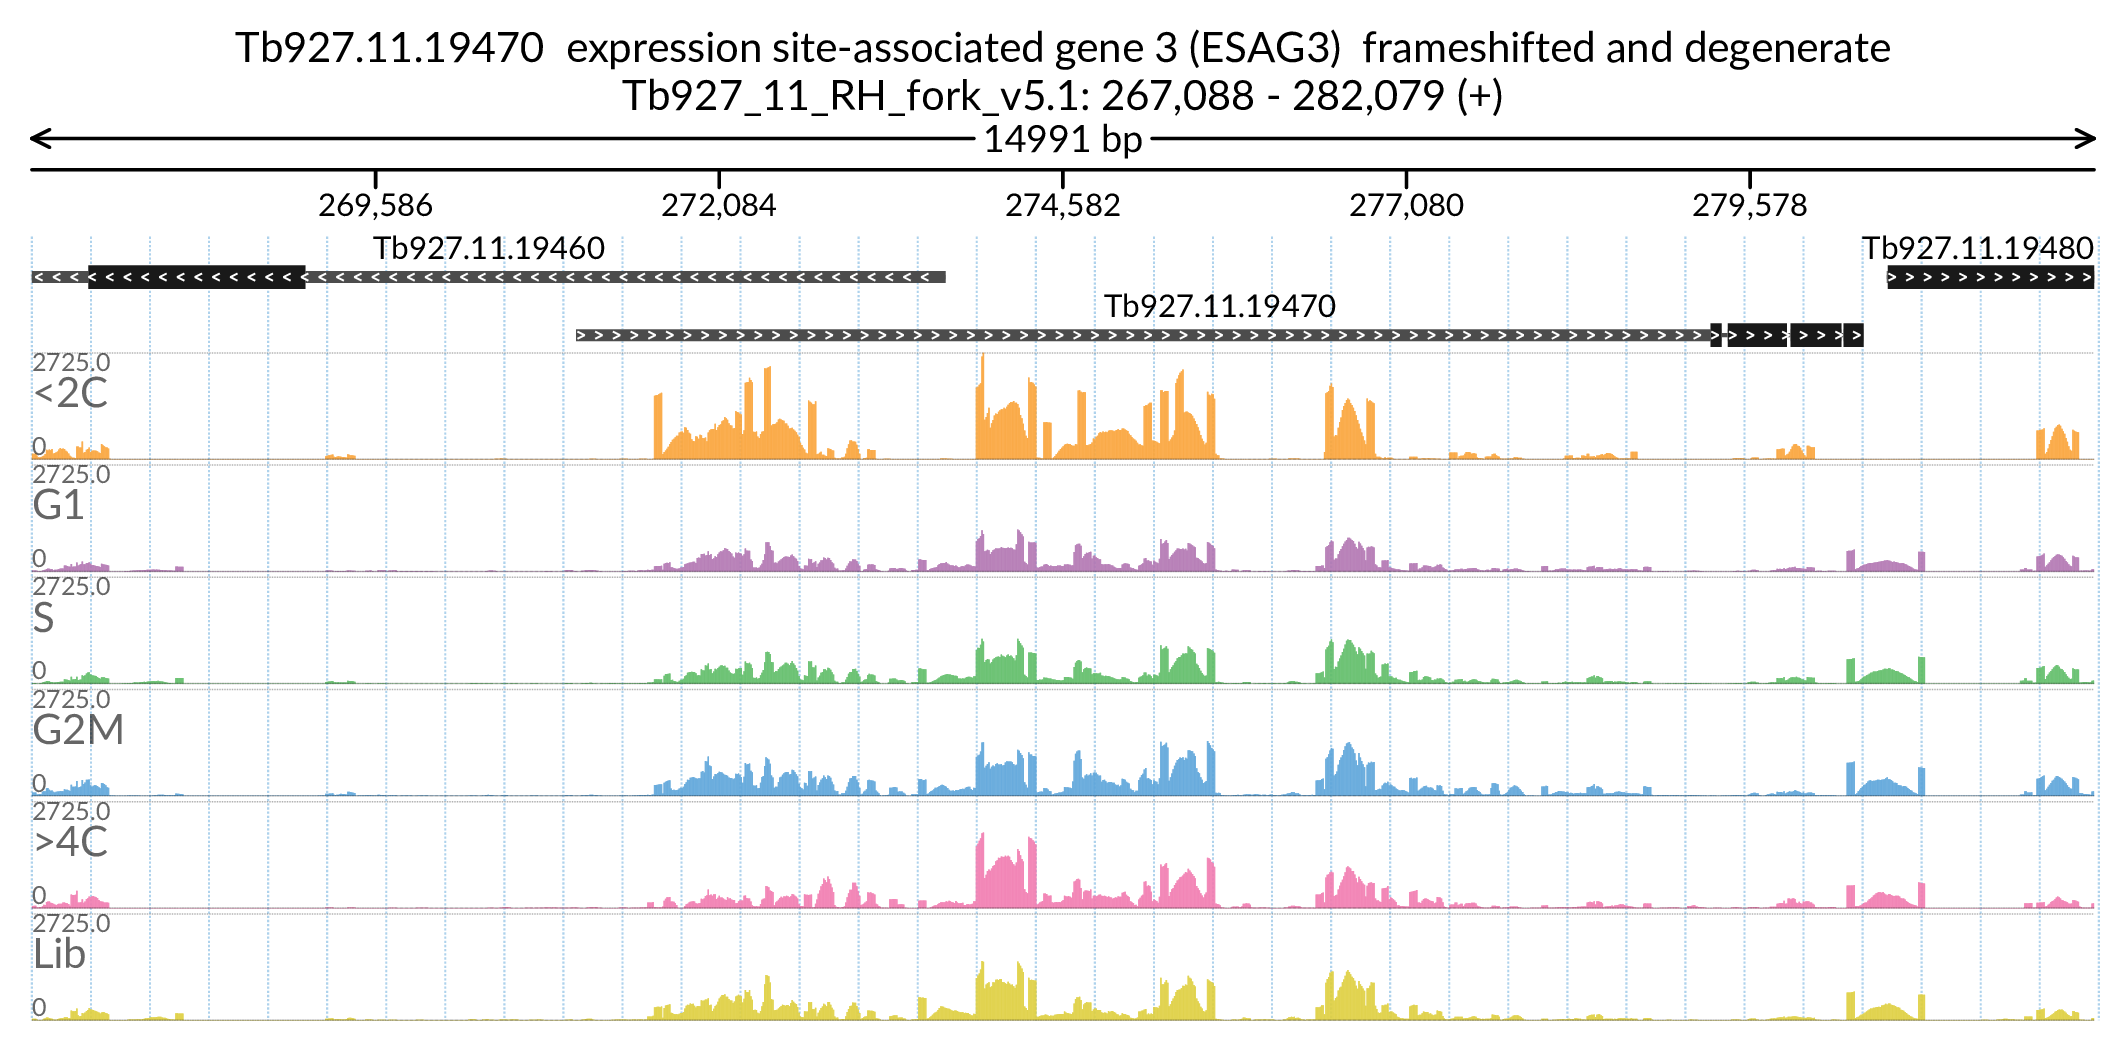 Tb927.11.19470  expression site-associated gene 3 (ESAG3)  frameshifted and degenerate
Tb927_11_RH_fork_v5.1: 267,088 - 282,079 (+)
14991 bp
269,586 272,084 274,582 277,080 279,578
Tb927.11.19460 Tb927.11.19480
Tb927.11.19470
2725.0
<2C
0
2725.0
G1
0
2725.0
S
0
2725.0
G2M
0
2725.0
>4C
0
2725.0
Lib
0